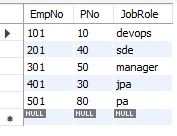 EmpNo PNo JobRole
101 10 devops
201 40 sde
301 50 manager
401 30 jpa
501 80 pa
NULL NULL NULL